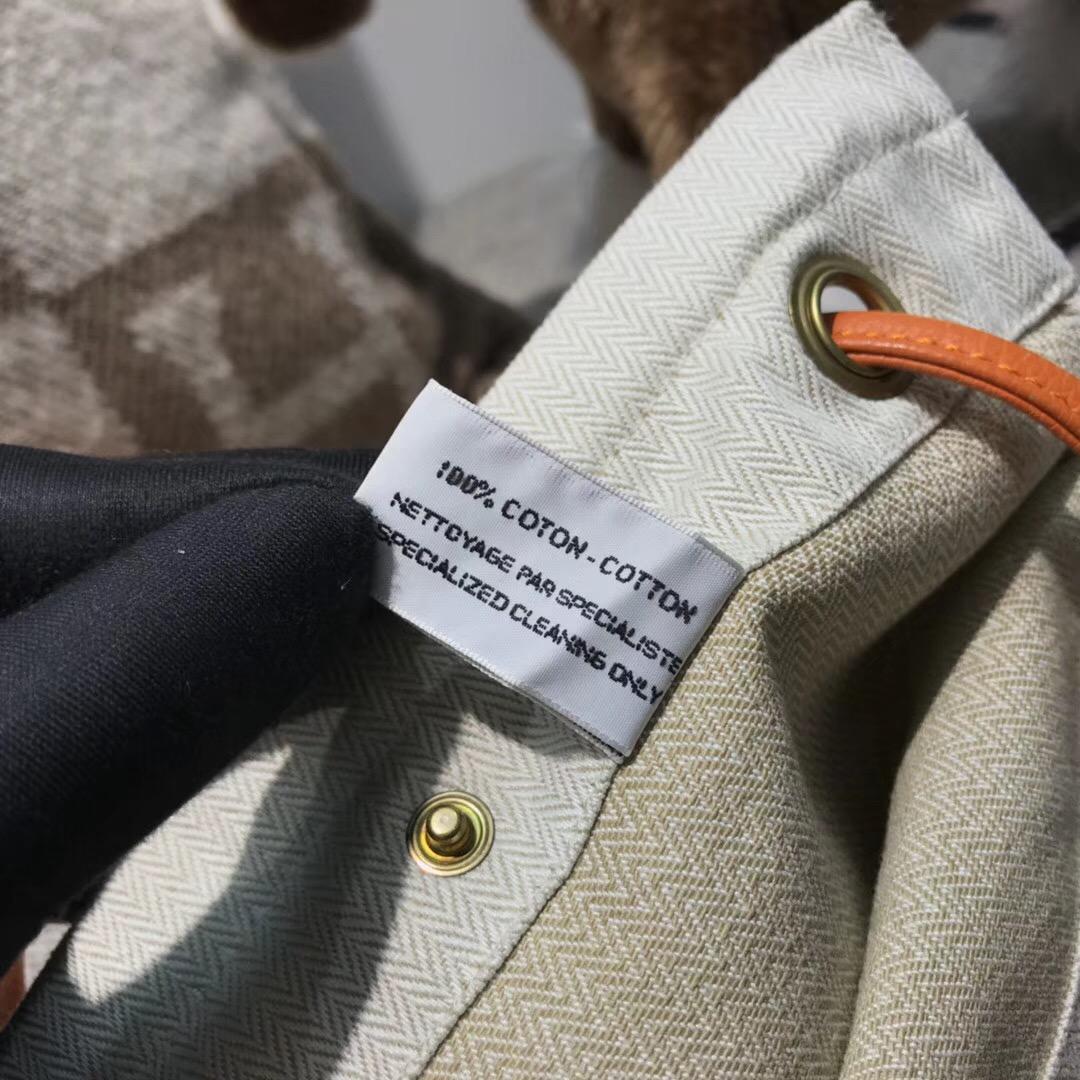 100% COTON - COTTON
NETTOYAGE PAR SPECIALISTE
SPECIALIZED CLEANING ONLY